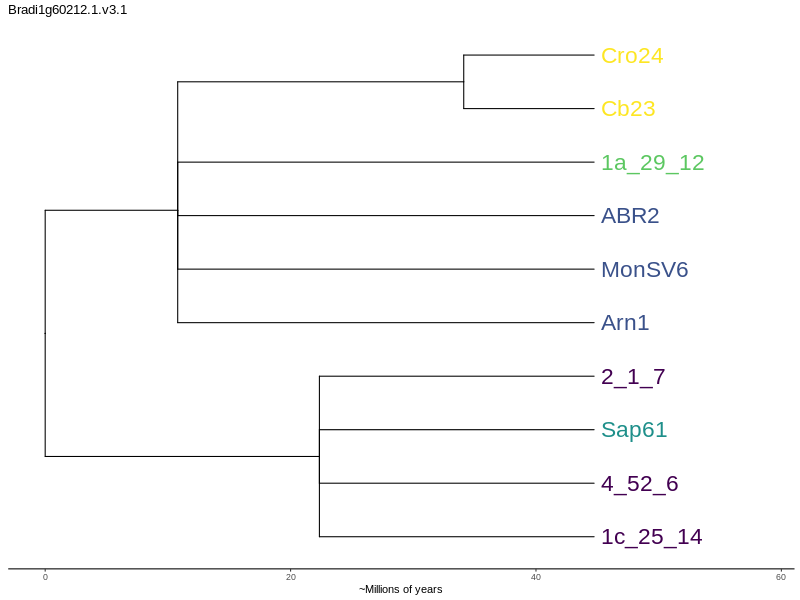 Bradi1g60212.1.v3.1
Cro24
Cb23
1a_29_12
ABR2
MonSV6
Arn1
2_1_7
Sap61
4_52_6
1c_25_14
0 20 40 60
~Millions of years